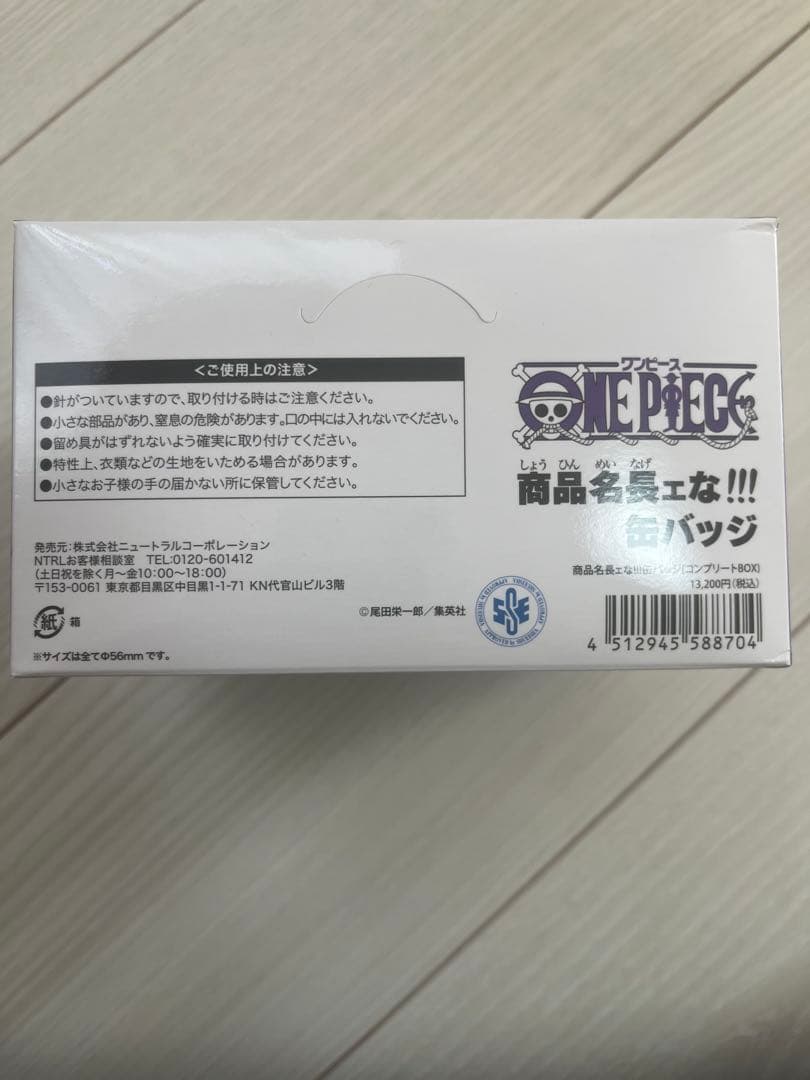 <ご使用上の注意>
●針がついていますので、取り付ける時はご注意ください。
●小さな部品があり、窒息の危険があります。口の中には入れないでください。
●留め具がはずれないよう確実に取り付けてください。
●特性上、衣類などの生地をいためる場合があります。
●小さなお子様の手の届かない所に保管してください。
発売元:株式会社ニュートラルコーポレーション
NTRLお客様相談室 TEL:0120-601412
(土日祝を除く月〜金10:00〜18:00)
〒153-0061 東京都目黒区中目黒1-1-71 KN代官山ビル3階
紙 箱
※サイズは全てΦ56mmです。
©尾田栄一郎/集英社
ワンピース
ONE PIECE
しょう ひん めい なげ
商品名長ェな!!!
缶バッジ
商品名長ェな!!!缶バッジ(コンプリートBOX)
13,200円(税込)
4 512945 588704